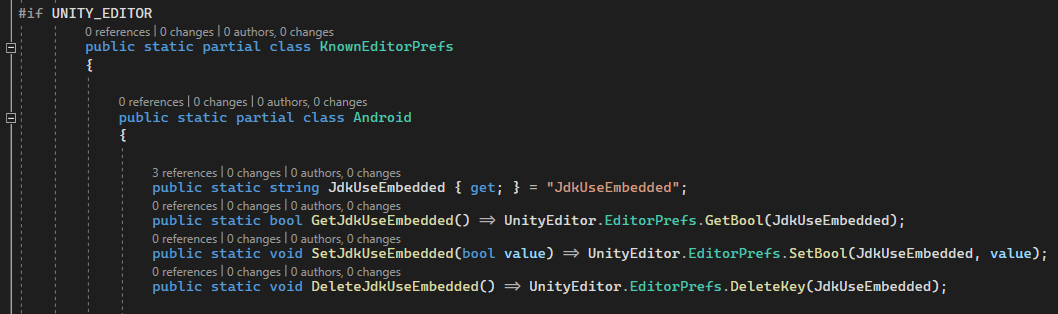 #if UNITY_EDITOR
0 references | 0 changes | 0 authors, 0 changes
public static partial class KnownEditorPrefs
{
0 references | 0 changes | 0 authors, 0 changes
public static partial class Android
{
3 references | 0 changes | 0 authors, 0 changes
public static string JdkUseEmbedded { get; } = "JdkUseEmbedded";
0 references | 0 changes | 0 authors, 0 changes
public static bool GetJdkUseEmbedded() => UnityEditor.EditorPrefs.GetBool(JdkUseEmbedded);
0 references | 0 changes | 0 authors, 0 changes
public static void SetJdkUseEmbedded(bool value) => UnityEditor.EditorPrefs.SetBool(JdkUseEmbedded, value);
0 references | 0 changes | 0 authors, 0 changes
public static void DeleteJdkUseEmbedded() => UnityEditor.EditorPrefs.DeleteKey(JdkUseEmbedded);